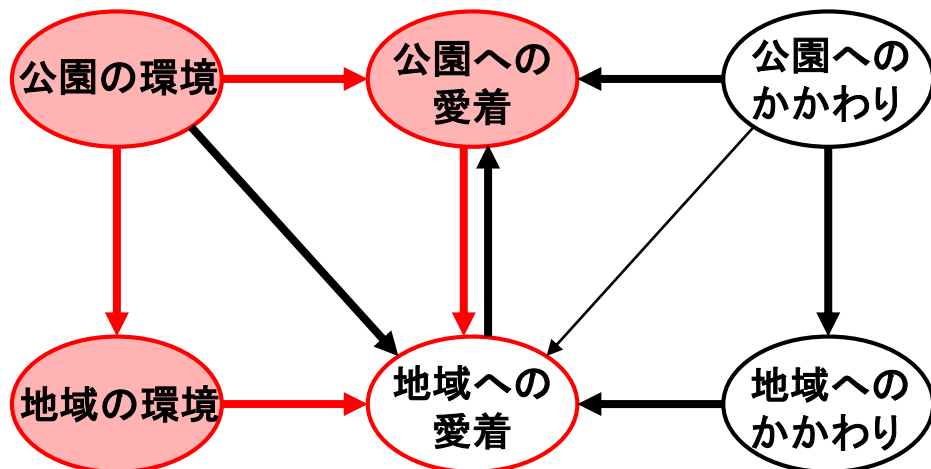 公園の環境
公園への
愛着
公園への
かかわり
地域の環境
地域への
愛着
地域への
かかわり